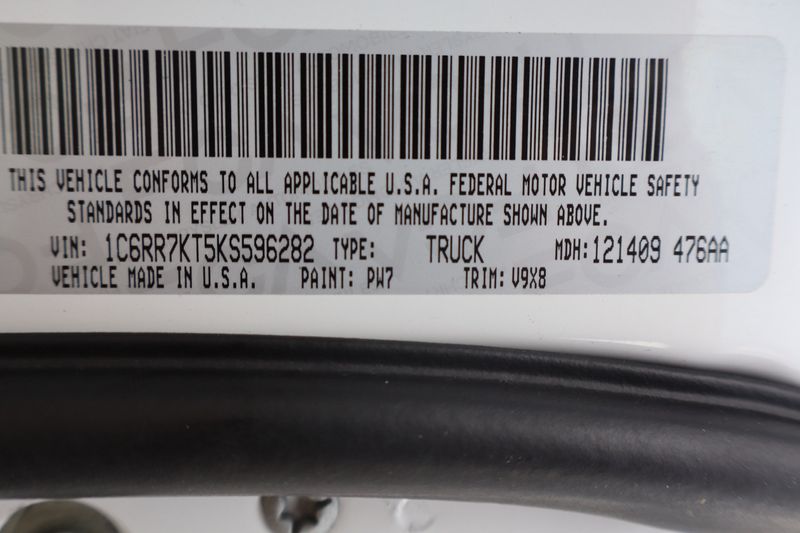 THIS VEHICLE CONFORMS TO ALL APPLICABLE U.S.A. FEDERAL MOTOR VEHICLE SAFETY
STANDARDS IN EFFECT ON THE DATE OF MANUFACTURE SHOWN ABOVE.
VIN: 1C6RR7KT5KS596282 TYPE: TRUCK MDH:121409 476AA
VEHICLE MADE IN U.S.A. PAINT: PW7 TRIM: V9X8